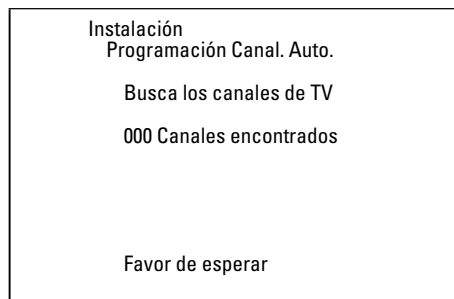 Instalación
Programación Canal. Auto.
Busca los canales de TV
000 Canales encontrados
Favor de esperar